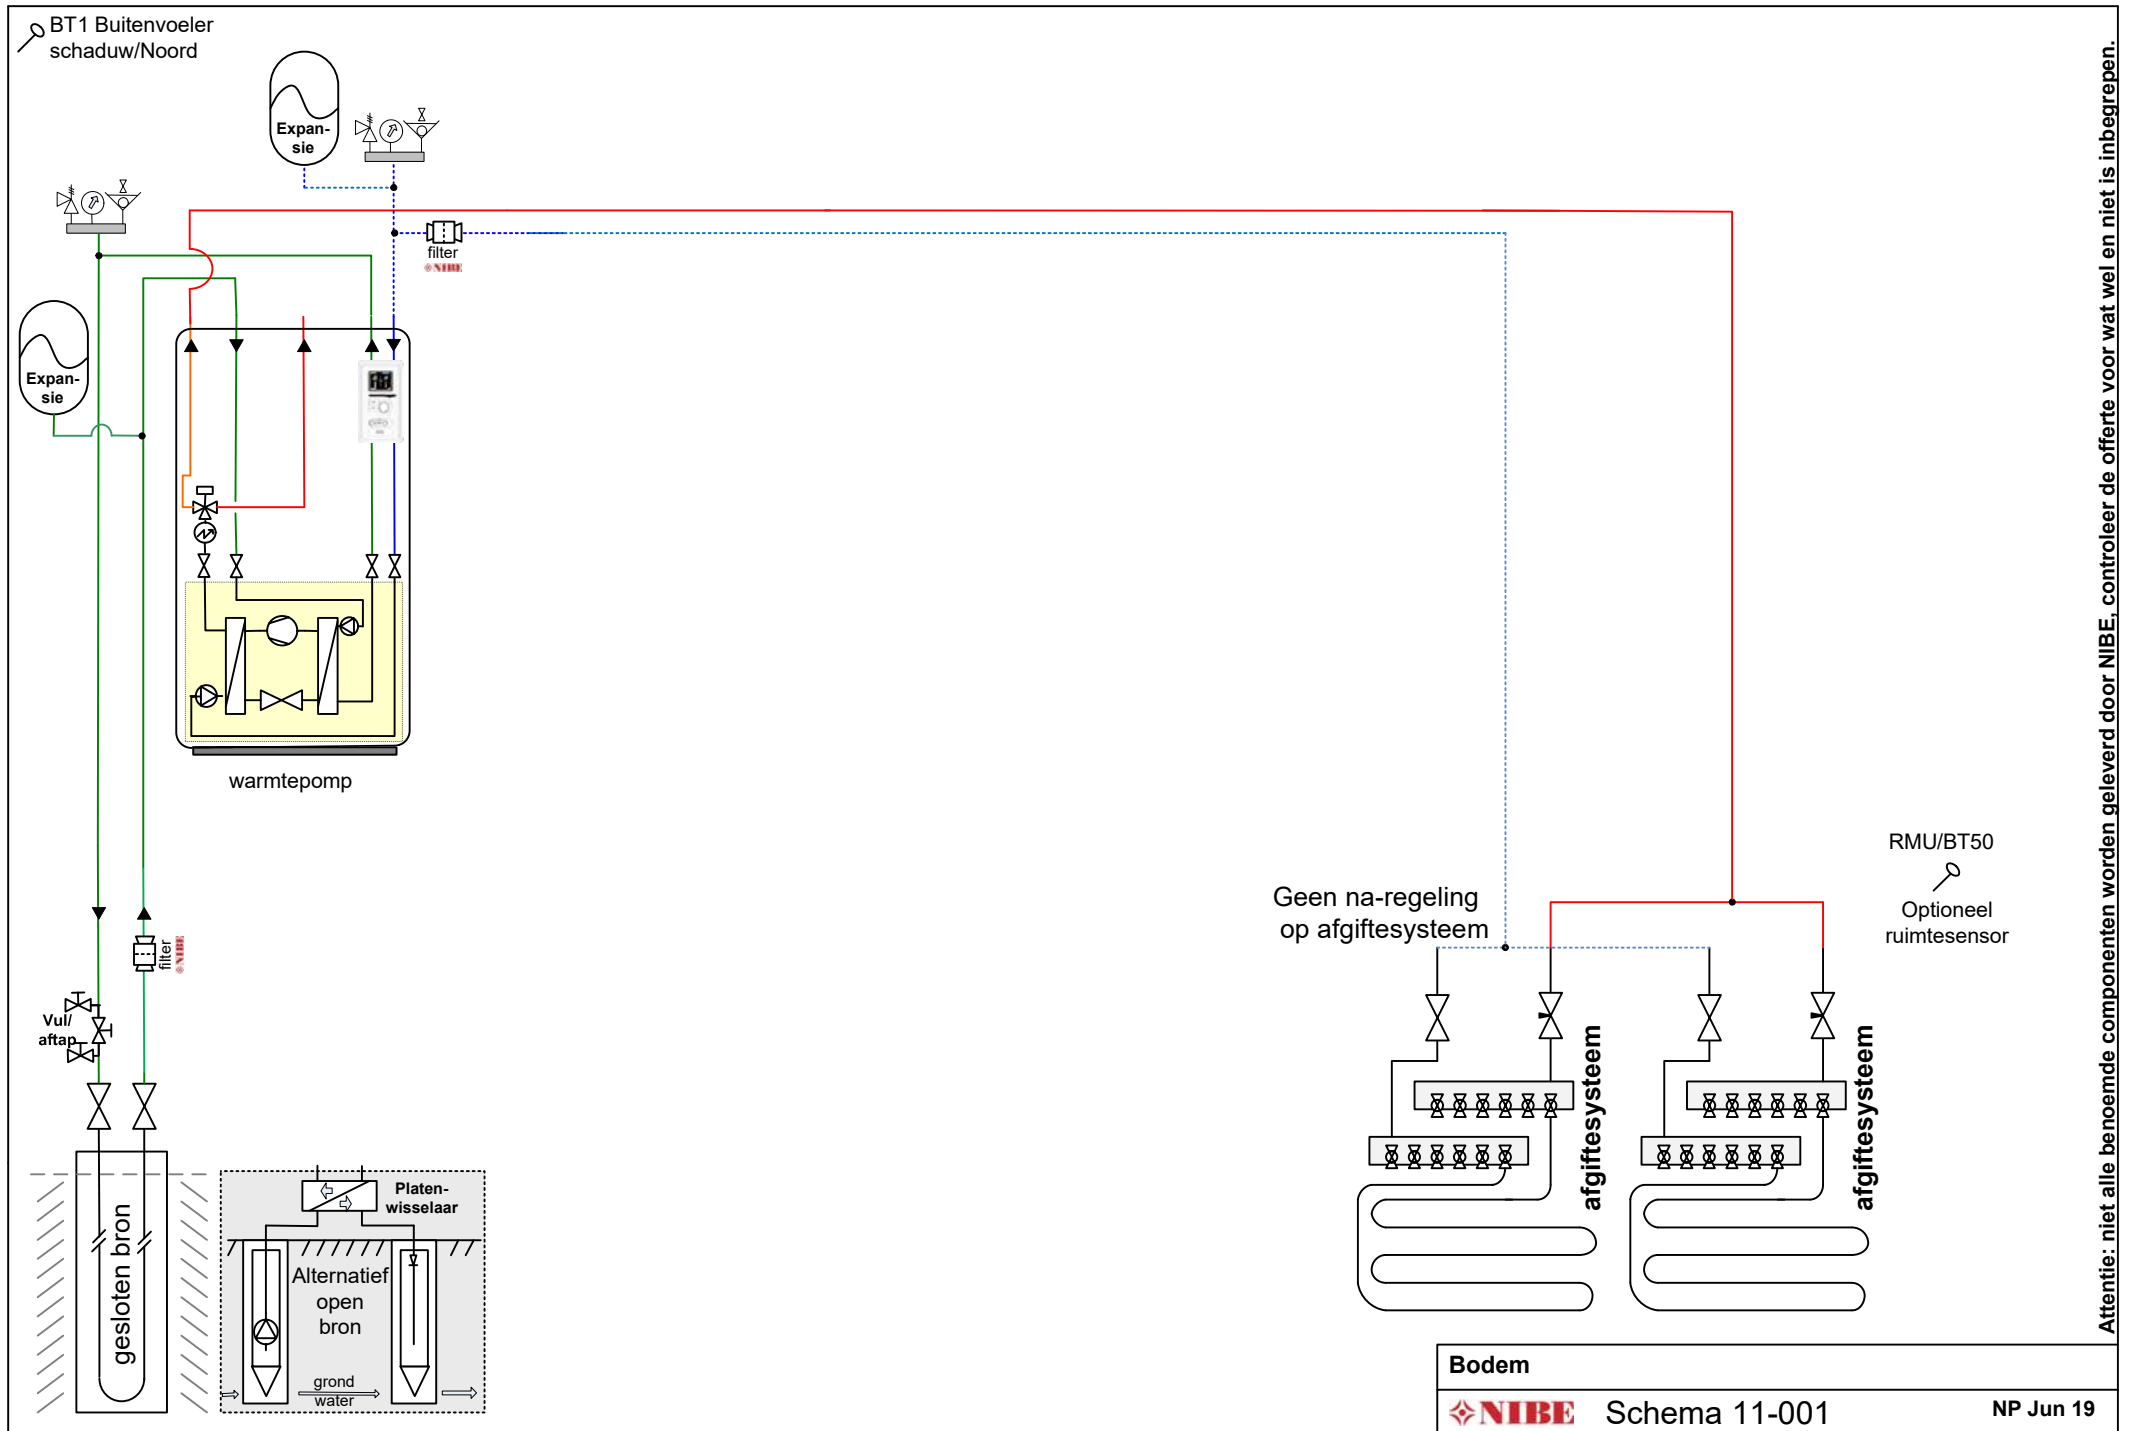 BT1 Buitenvoeler
schaduw/Noord
Expan-
sie
filter
NIBE
Expan-
sie
warmtepomp
filter
NIBE
Vul/
aftap
gesloten bron
Platen-
wisselaar
Alternatief
open
bron
grond
water
Geen na-regeling
op afgiftesysteem
RMU/BT50
Optioneel
ruimtesensor
afgiftesysteem
afgiftesysteem
Attentie: niet alle benoemde componenten worden geleverd door NIBE, controleer de offerte voor wat wel en niet is inbegrepen.
Bodem
NIBE Schema 11-001 NP Jun 19